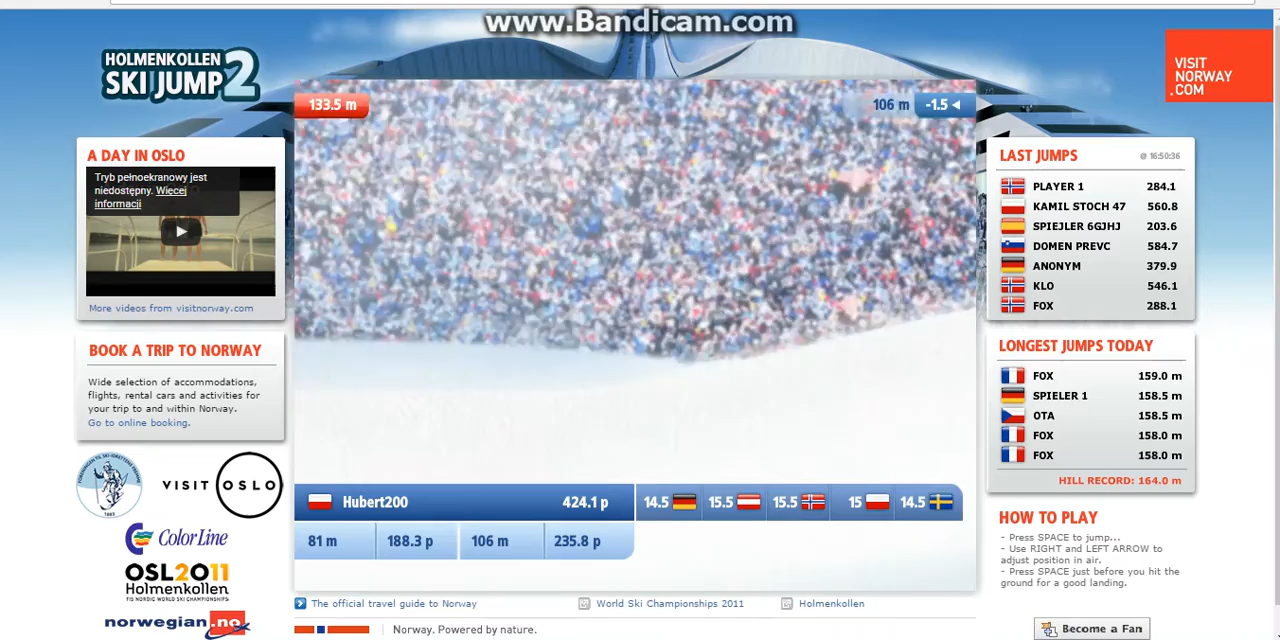 www.Bandicam.com
HOLMENKOLLEN
SKI JUMP 2
VISIT
NORWAY
.COM
133.5 m
106 m
-1.5
A DAY IN OSLO
Tryb pełnoekranowy jest
niedostępny. Więcej
informacji
More videos from visitnorway.com
BOOK A TRIP TO NORWAY
Wide selection of accommodations,
flights, rental cars and activities for
your trip to and within Norway.
Go to online booking.
FORENINGEN TIL SKI-IDRETTENS FREMME
VISIT OSLO
ColorLine
OSL2011
Holmenkollen
FIS NORDIC WORLD SKI CHAMPIONSHIPS
norwegian.no
Hubert200 424.1 p 14.5 15.5 15.5 15 14.5
81 m 188.3 p 106 m 235.8 p
The official travel guide to Norway
World Ski Championships 2011
Holmenkollen
Norway. Powered by nature.
LAST JUMPS @ 16:50:36
PLAYER 1 284.1
KAMIL STOCH 47 560.8
SPIEJLER 6GJHJ 203.6
DOMEN PREVC 584.7
ANONYM 379.9
KLO 546.1
FOX 288.1
LONGEST JUMPS TODAY
FOX 159.0 m
SPIELER 1 158.5 m
OTA 158.5 m
FOX 158.0 m
FOX 158.0 m
HILL RECORD: 164.0 m
HOW TO PLAY
- Press SPACE to jump...
- Use RIGHT and LEFT ARROW to
adjust position in air.
- Press SPACE just before you hit the
ground for a good landing.
Become a Fan